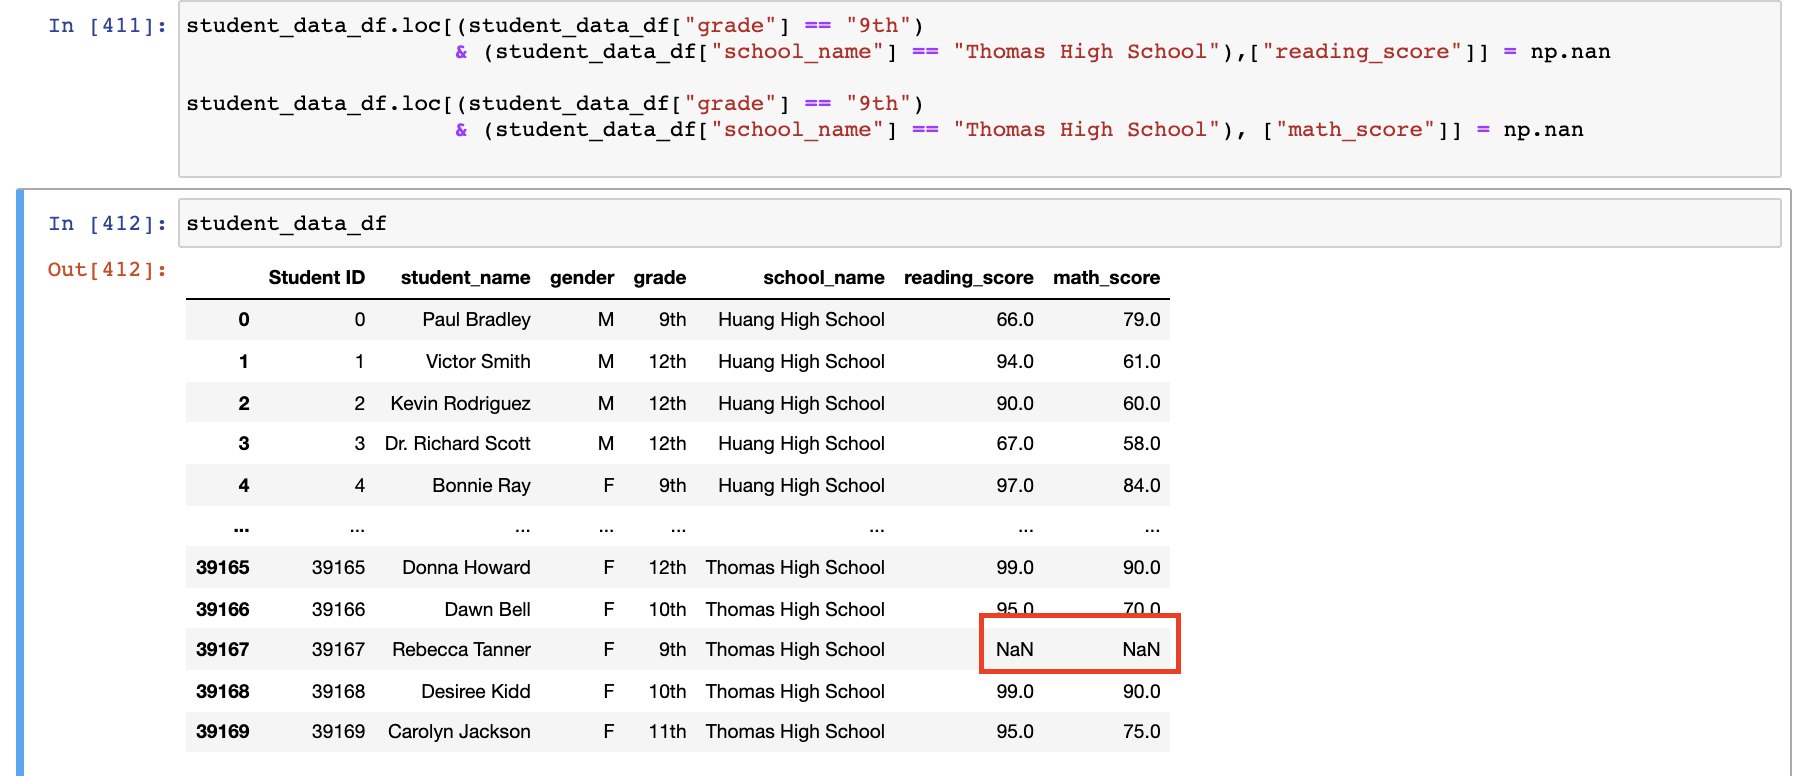 In [411]: student_data_df.loc[(student_data_df["grade"] == "9th")
& (student_data_df["school_name"] == "Thomas High School"),["reading_score"]] = np.nan
student_data_df.loc[(student_data_df["grade"] == "9th")
& (student_data_df["school_name"] == "Thomas High School"), ["math_score"]] = np.nan
In [412]: student_data_df
Out[412]:
Student ID student_name gender grade school_name reading_score math_score
0 0 Paul Bradley M 9th Huang High School 66.0 79.0
1 1 Victor Smith M 12th Huang High School 94.0 61.0
2 2 Kevin Rodriguez M 12th Huang High School 90.0 60.0
3 3 Dr. Richard Scott M 12th Huang High School 67.0 58.0
4 4 Bonnie Ray F 9th Huang High School 97.0 84.0
... ... ... ... ... ... ... ...
39165 39165 Donna Howard F 12th Thomas High School 99.0 90.0
39166 39166 Dawn Bell F 10th Thomas High School 95.0 70.0
39167 39167 Rebecca Tanner F 9th Thomas High School NaN NaN
39168 39168 Desiree Kidd F 10th Thomas High School 99.0 90.0
39169 39169 Carolyn Jackson F 11th Thomas High School 95.0 75.0